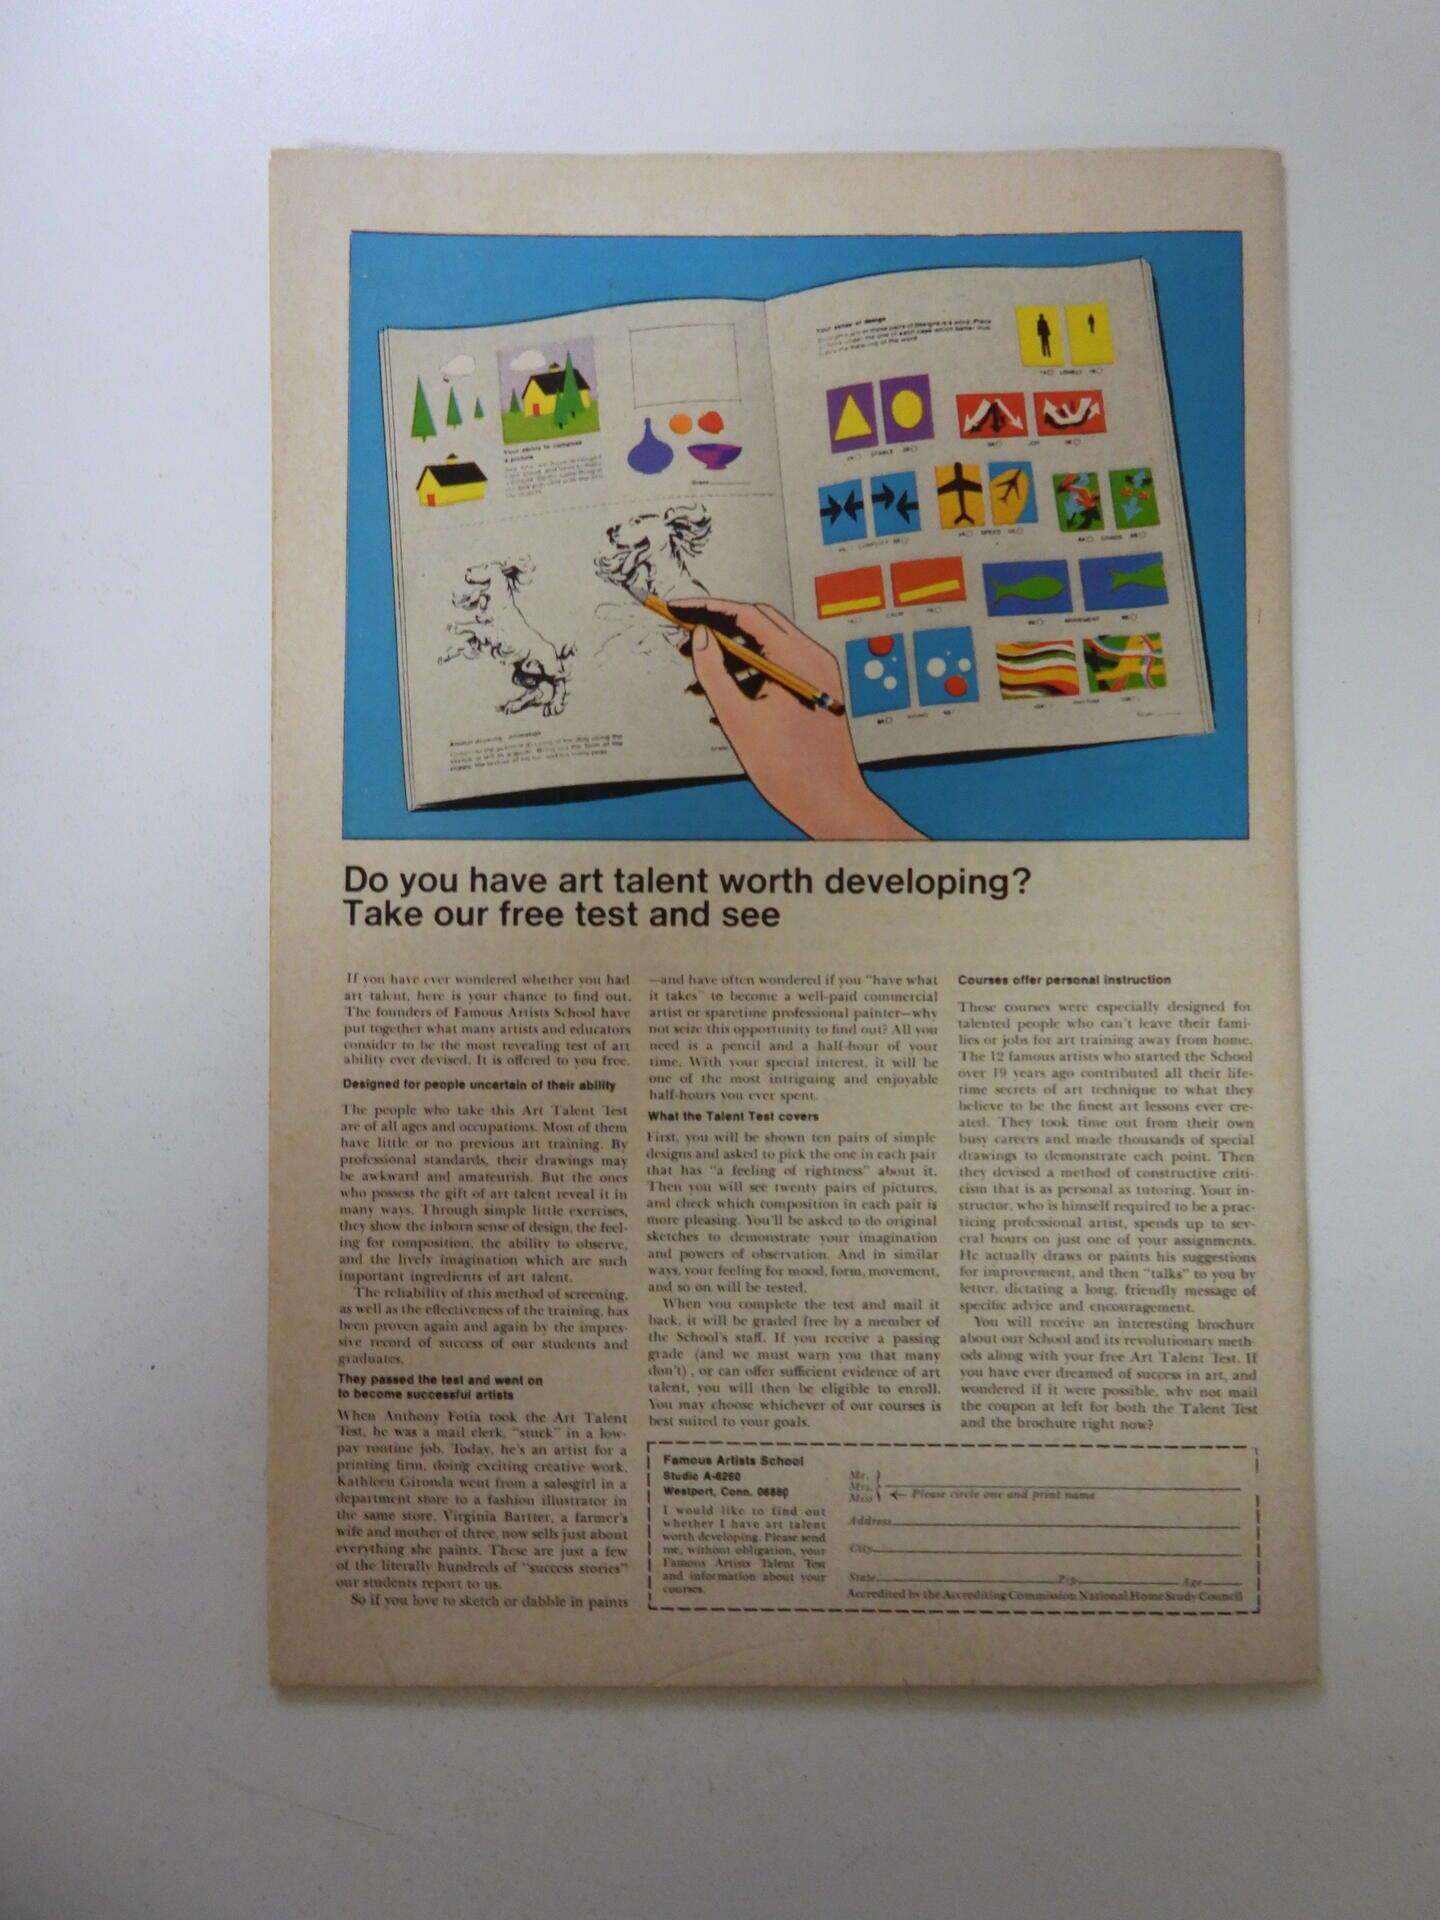 Your sense of design
LONELY
STABLE
JOY
CONFLICT
SPEED
CHAOS
CALM
MOVEMENT
Your ability to compose
a picture
Do you have art talent worth developing?
Take our free test and see
If you have ever wondered whether you had
art talent, here is your chance to find out.
The founders of Famous Artists School have
put together what many artists and educators
consider to be the most revealing test of art
ability ever devised. It is offered to you free.
Designed for people uncertain of their ability
The people who take this Art Talent Test
are of all ages and occupations. Most of them
have little or no previous art training. By
professional standards, their drawings may
be awkward and amateurish. But the ones
who possess the gift of art talent reveal it in
many ways. Through simple little exercises,
they show the inborn sense of design, the feel-
ing for composition, the ability to observe,
and the lively imagination which are such
important ingredients of art talent.
The reliability of this method of screening,
as well as the effectiveness of the training, has
been proven again and again by the impres-
sive record of success of our students and
graduates.
They passed the test and went on
to become successful artists
When Anthony Fotia took the Art Talent
Test, he was a mail clerk, "stuck" in a low-
pay routine job. Today, he's an artist for a
printing firm, doing exciting creative work.
Kathleen Gironda went from a salesgirl in a
department store to a fashion illustrator in
the same store. Virginia Bartter, a farmer's
wife and mother of three, now sells just about
everything she paints. These are just a few
of the literally hundreds of "success stories"
our students report to us.
So if you love to sketch or dabble in paints
—and have often wondered if you "have what
it takes" to become a well-paid commercial
artist or sparetime professional painter—why
not seize this opportunity to find out? All you
need is a pencil and a half-hour of your
time. With your special interest, it will be
one of the most intriguing and enjoyable
half-hours you ever spent.
What the Talent Test covers
First, you will be shown ten pairs of simple
designs and asked to pick the one in each pair
that has "a feeling of rightness" about it.
Then you will see twenty pairs of pictures,
and check which composition in each pair is
more pleasing. You'll be asked to do original
sketches to demonstrate your imagination
and powers of observation. And in similar
ways, your feeling for mood, form, movement,
and so on will be tested.
When you complete the test and mail it
back, it will be graded free by a member of
the School's staff. If you receive a passing
grade (and we must warn you that many
don't), or can offer sufficient evidence of art
talent, you will then be eligible to enroll.
You may choose whichever of our courses is
best suited to your goals.
Courses offer personal instruction
These courses were especially designed for
talented people who can't leave their fami-
lies or jobs for art training away from home.
The 12 famous artists who started the School
over 19 years ago contributed all their life-
time secrets of art technique to what they
believe to be the finest art lessons ever cre-
ated. They took time out from their own
busy careers and made thousands of special
drawings to demonstrate each point. Then
they devised a method of constructive criti-
cism that is as personal as tutoring. Your in-
structor, who is himself required to be a prac-
ticing professional artist, spends up to sev-
eral hours on just one of your assignments.
He actually draws or paints his suggestions
for improvement, and then "talks" to you by
letter, dictating a long, friendly message of
specific advice and encouragement.
You will receive an interesting brochure
about our School and its revolutionary meth-
ods along with your free Art Talent Test. If
you have ever dreamed of success in art, and
wondered if it were possible, why not mail
the coupon at left for both the Talent Test
and the brochure right now?
Famous Artists School
Studio A-6260
Westport, Conn. 06880
I would like to find out
whether I have art talent
worth developing. Please send
me, without obligation, your
Famous Artists Talent Test
and information about your
courses.
Mr.
Mrs.
Miss
Please circle one and print name
Address
City
State Zip Age
Accredited by the Accrediting Commission National Home Study Council